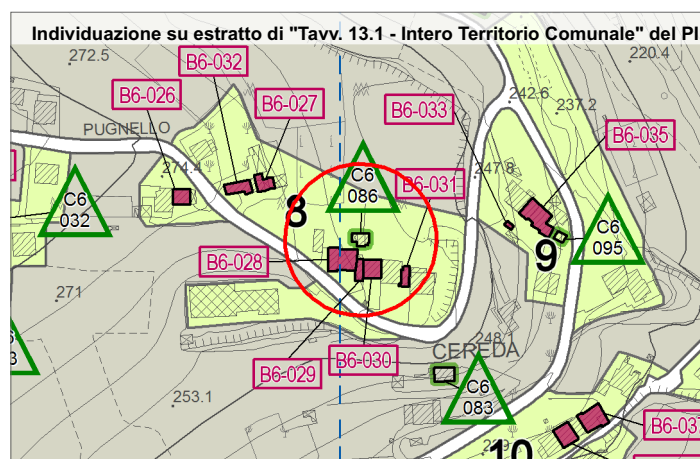 Individuazione su estratto di "Tavv. 13.1 - Intero Territorio Comunale" del PI
272.5
B6-032
220.4
B6-026
B6-027
B6-033
242.6
237.2
PUGNELLO
B6-035
274.4
C6
086
B6-031
247.8
C6
032
8
C6
095
9
B6-028
271
248.1
CEREDA
B6-029
B6-030
C6
083
253.1
B6-03
10